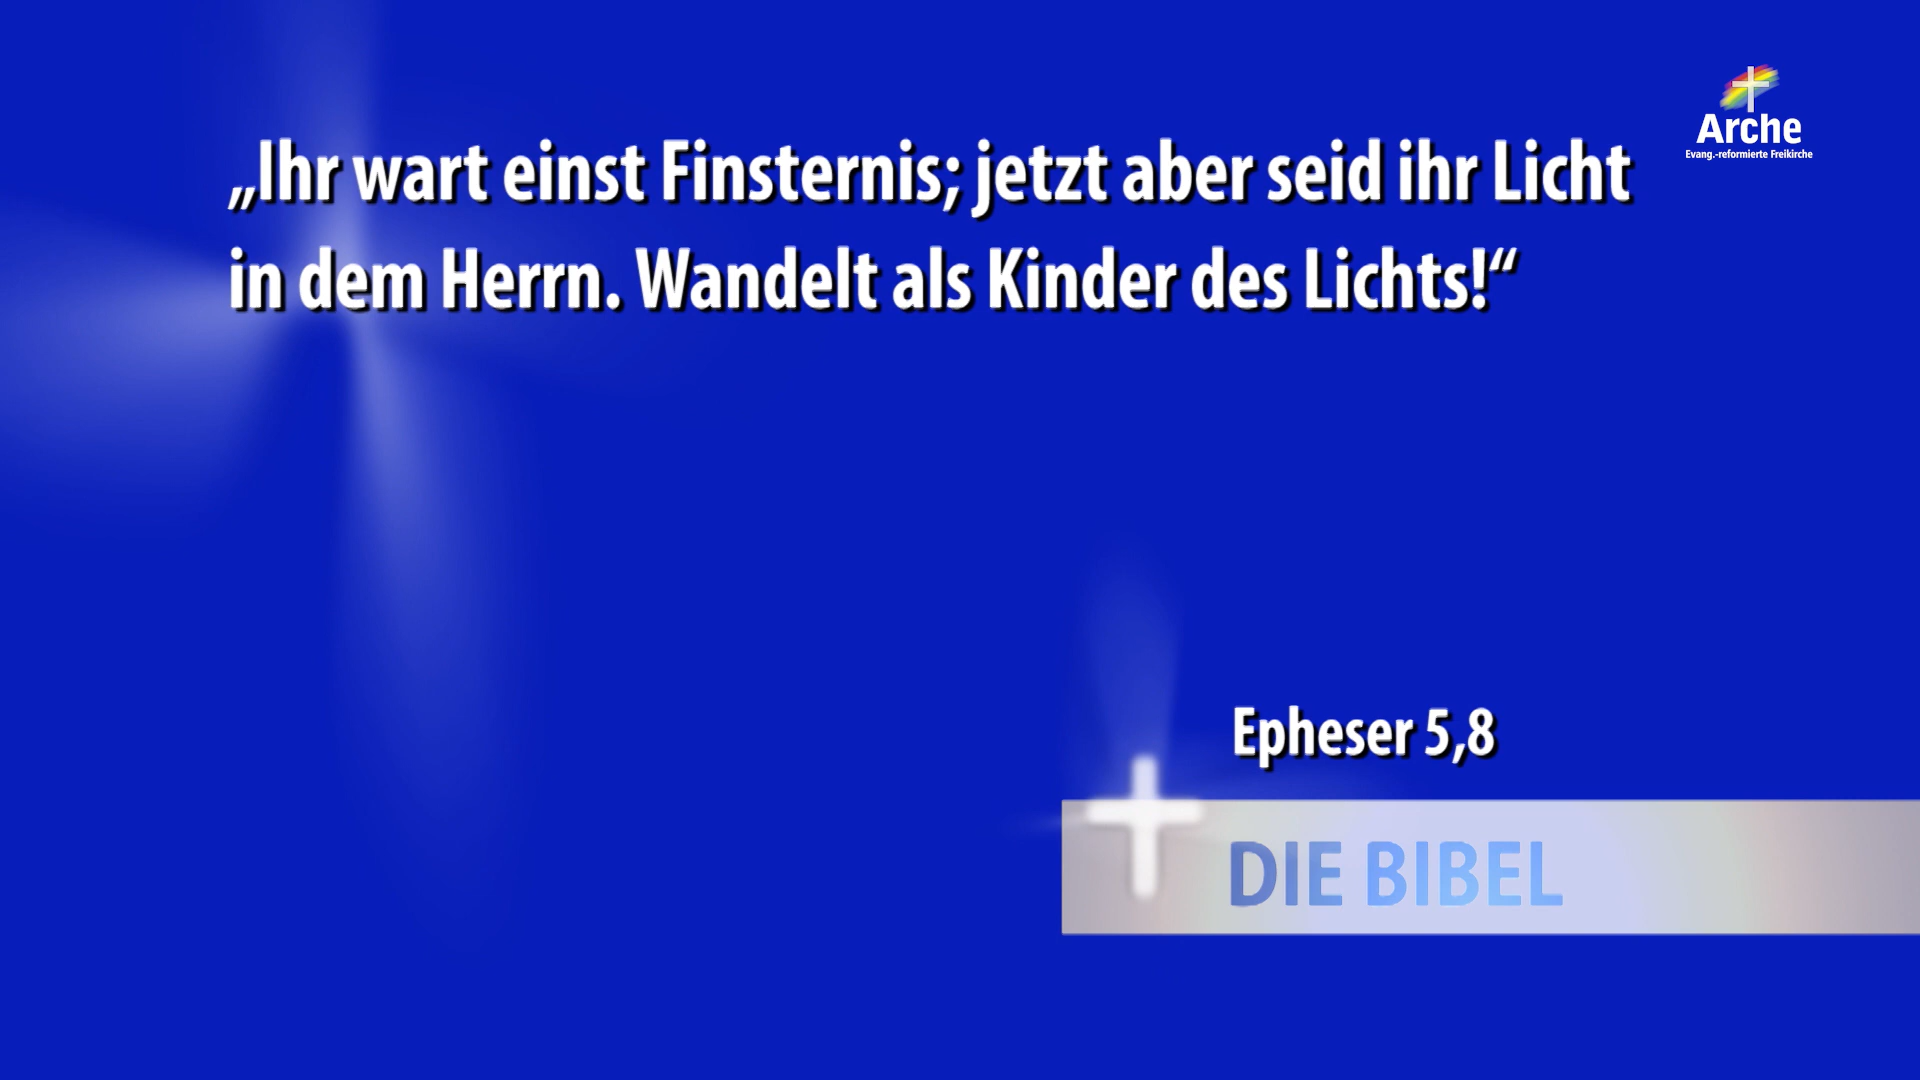 Arche
Evang.-reformierte Freikirche
„Ihr wart einst Finsternis; jetzt aber seid ihr Licht
in dem Herrn. Wandelt als Kinder des Lichts!“
Epheser 5,8
DIE BIBEL